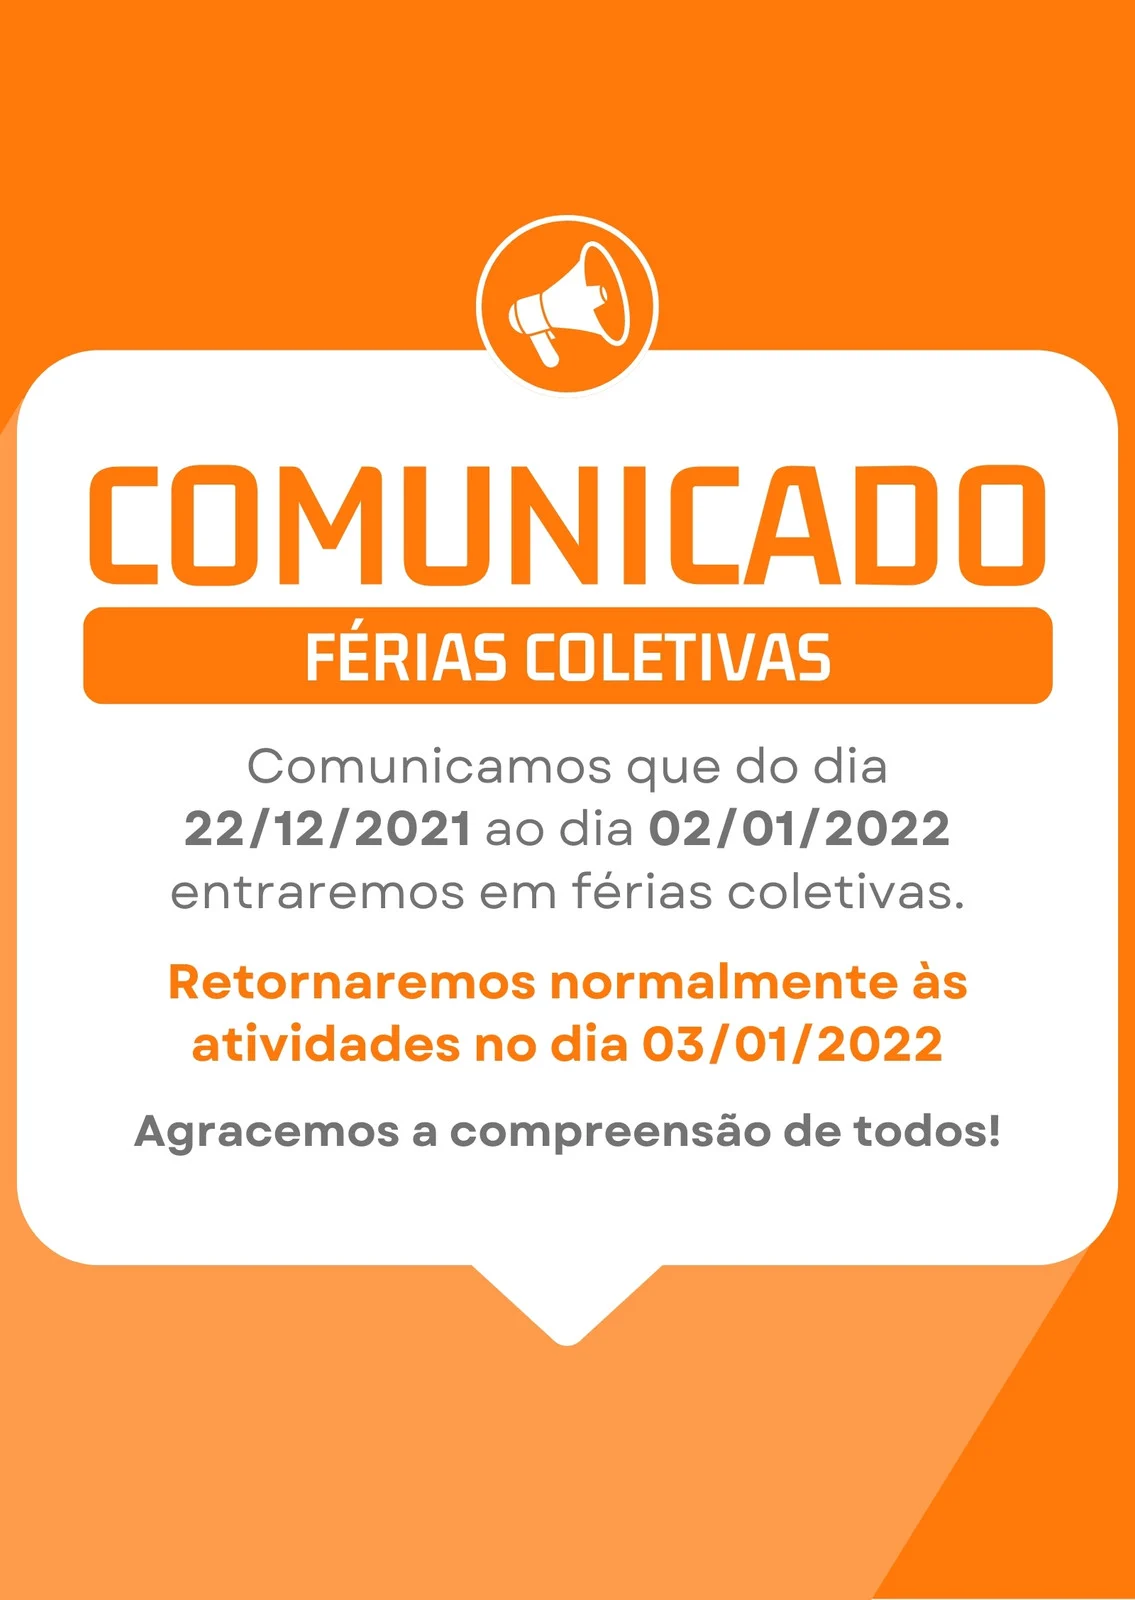 COMUNICADO
FÉRIAS COLETIVAS
Comunicamos que do dia
22/12/2021 ao dia 02/01/2022
entraremos em férias coletivas.
Retornaremos normalmente às
atividades no dia 03/01/2022
Agracemos a compreensão de todos!